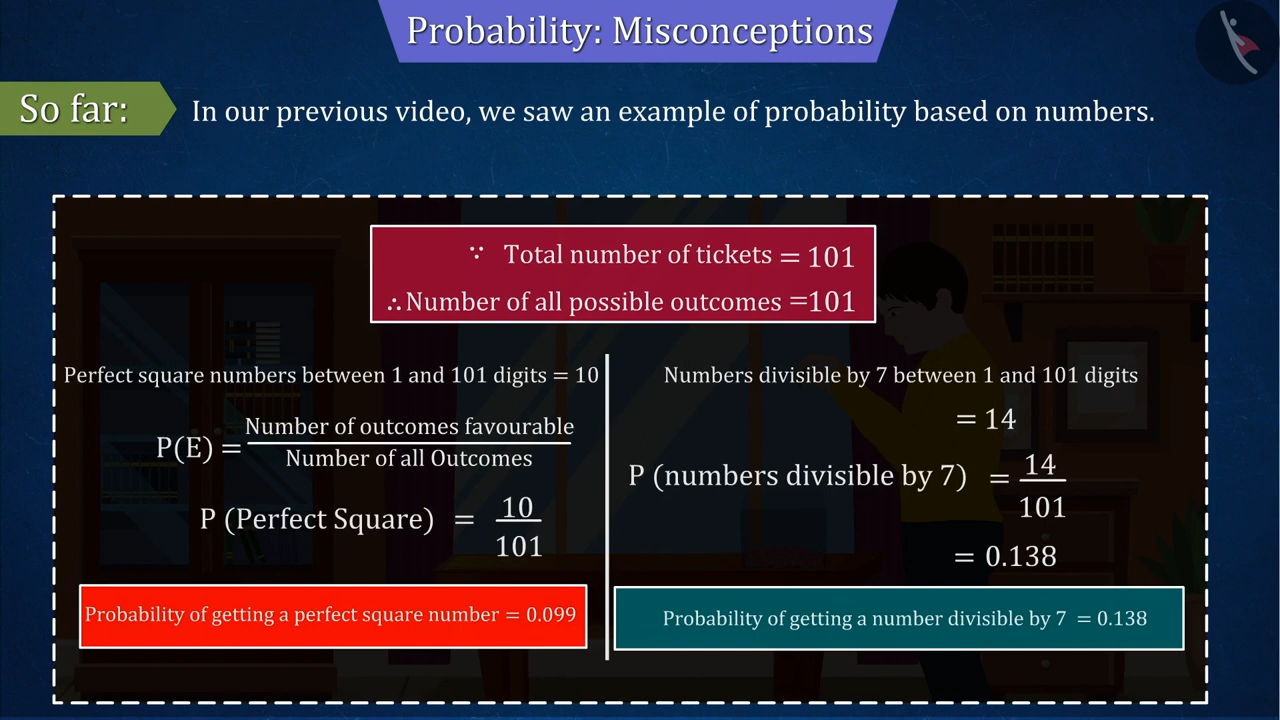 Probability: Misconceptions
So far:
In our previous video, we saw an example of probability based on numbers.
∵ Total number of tickets = 101
∴ Number of all possible outcomes =101
Perfect square numbers between 1 and 101 digits = 10
P(E) = Number of outcomes favourable
Number of all Outcomes
P (Perfect Square) = 10
101
Probability of getting a perfect square number = 0.099
Numbers divisible by 7 between 1 and 101 digits
= 14
P (numbers divisible by 7) = 14
101
= 0.138
Probability of getting a number divisible by 7 = 0.138